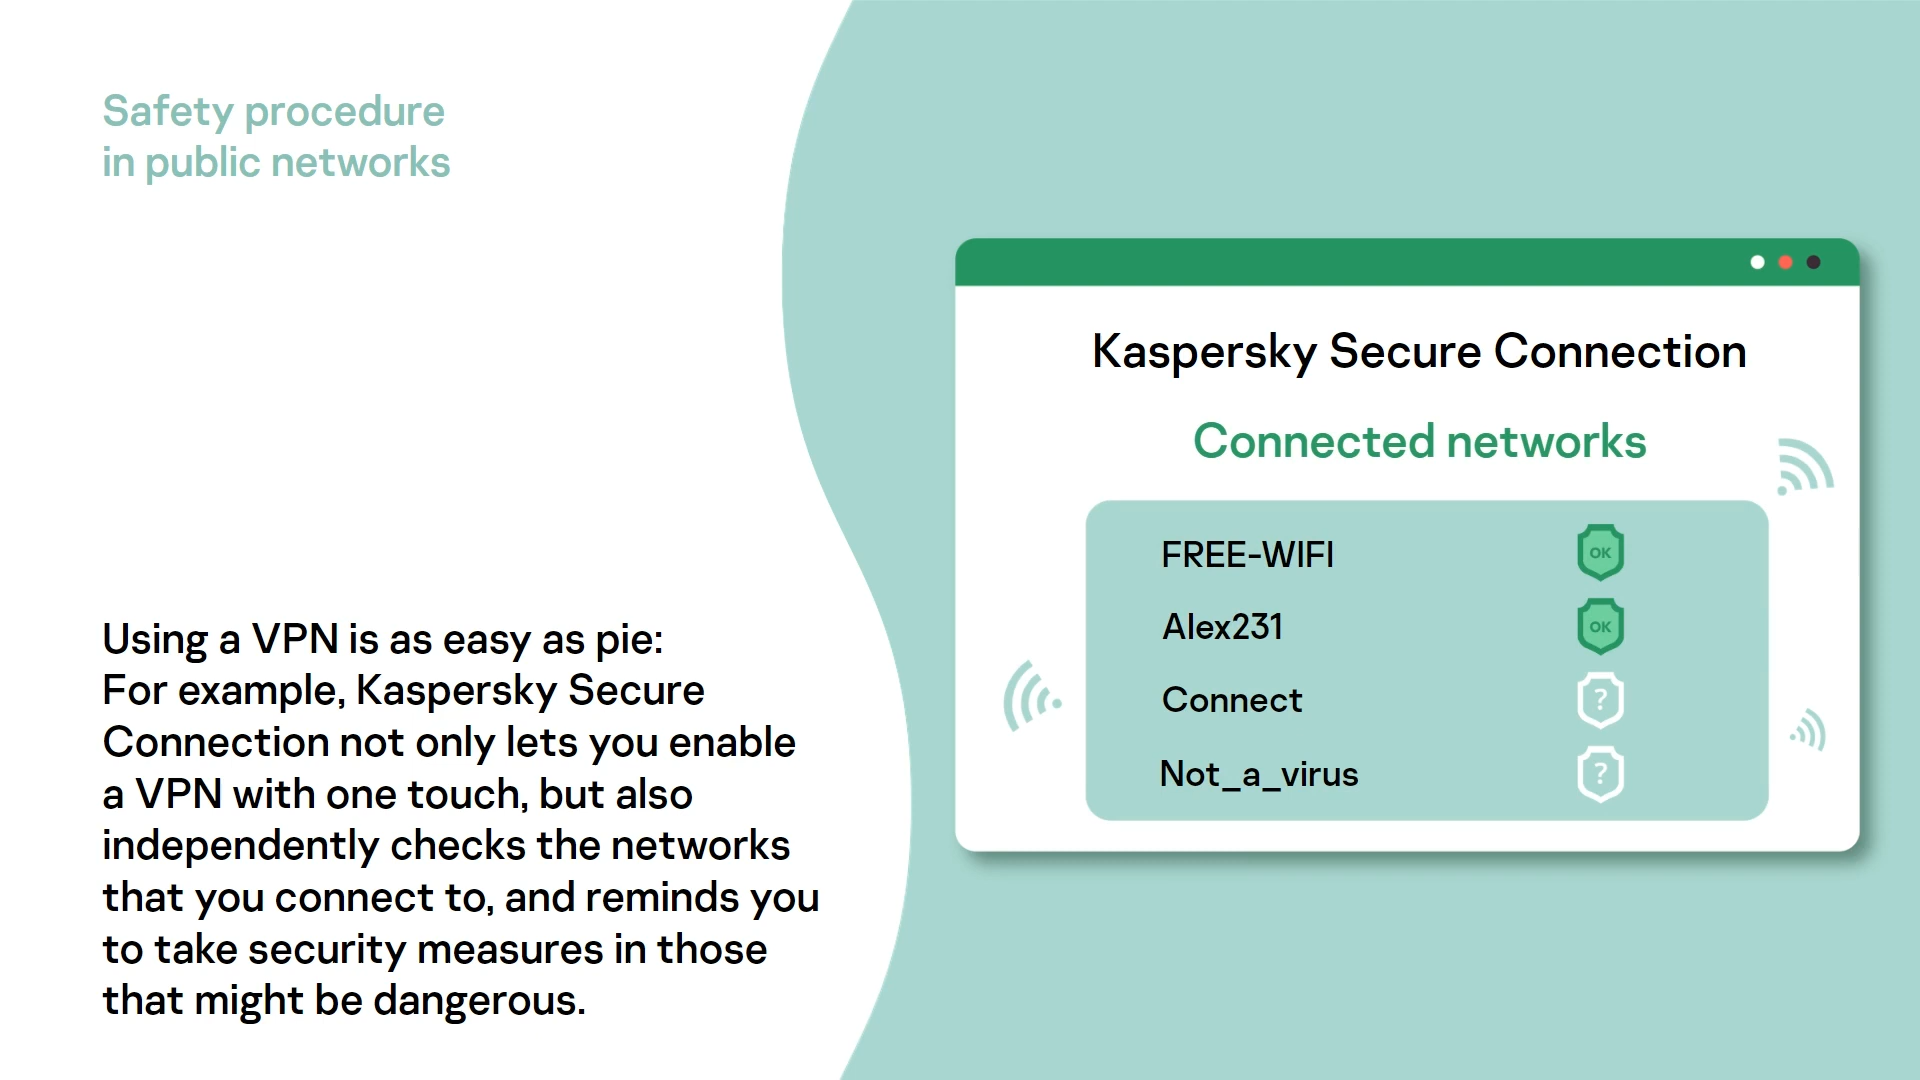 Safety procedure
in public networks
Using a VPN is as easy as pie:
For example, Kaspersky Secure
Connection not only lets you enable
a VPN with one touch, but also
independently checks the networks
that you connect to, and reminds you
to take security measures in those
that might be dangerous.
Kaspersky Secure Connection
Connected networks
FREE-WIFI OK
Alex231 OK
Connect ?
Not_a_virus ?